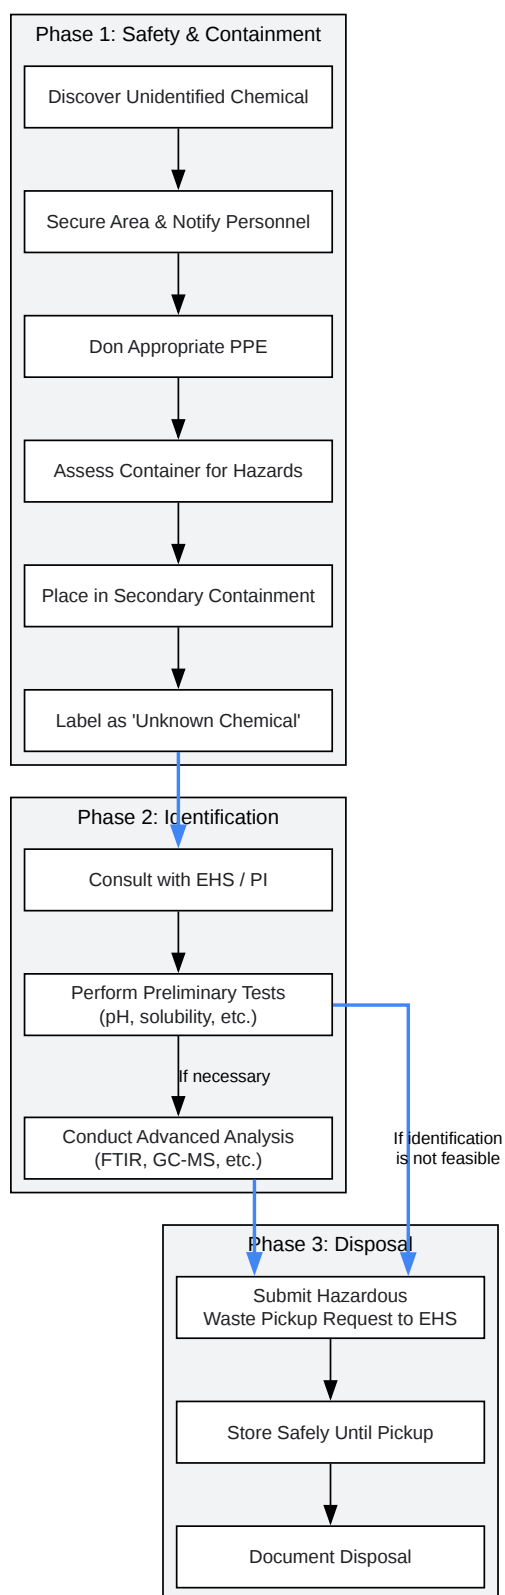 Phase 1: Safety & Containment
Discover Unidentified Chemical
Secure Area & Notify Personnel
Don Appropriate PPE
Assess Container for Hazards
Place in Secondary Containment
Label as 'Unknown Chemical'
Phase 2: Identification
Consult with EHS / PI
Perform Preliminary Tests
(pH, solubility, etc.)
If necessary
Conduct Advanced Analysis
(FTIR, GC-MS, etc.)
If identification
is not feasible
Phase 3: Disposal
Submit Hazardous
Waste Pickup Request to EHS
Store Safely Until Pickup
Document Disposal